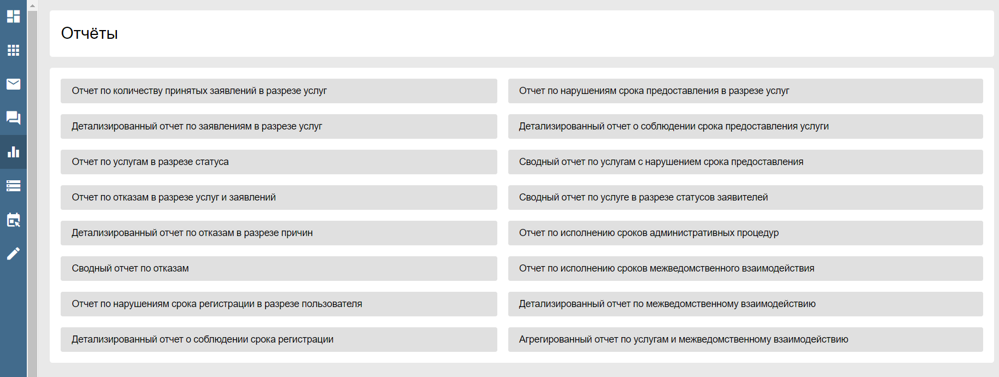 Отчёты
Отчет по количеству принятых заявлений в разрезе услуг
Отчет по нарушениям срока предоставления в разрезе услуг
Детализированный отчет по заявлениям в разрезе услуг
Детализированный отчет о соблюдении срока предоставления услуги
Отчет по услугам в разрезе статуса
Сводный отчет по услугам с нарушением срока предоставления
Отчет по отказам в разрезе услуг и заявлений
Сводный отчет по услуге в разрезе статусов заявителей
Детализированный отчет по отказам в разрезе причин
Отчет по исполнению сроков административных процедур
Сводный отчет по отказам
Отчет по исполнению сроков межведомственного взаимодействия
Отчет по нарушениям срока регистрации в разрезе пользователя
Детализированный отчет по межведомственному взаимодействию
Детализированный отчет о соблюдении срока регистрации
Агрегированный отчет по услугам и межведомственному взаимодействию